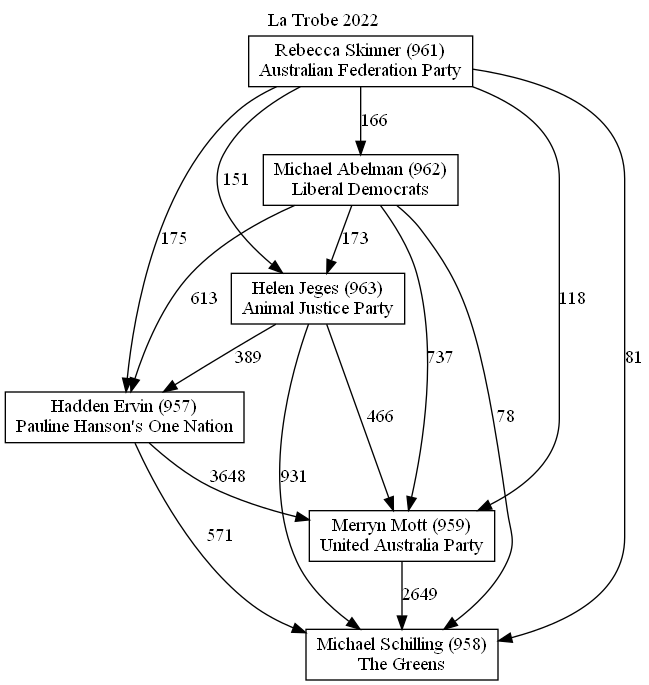 La Trobe 2022
Rebecca Skinner (961)
Australian Federation Party
166
Michael Abelman (962)
Liberal Democrats
151
175
173
613
Helen Jeges (963)
Animal Justice Party
118
389
737
81
Hadden Ervin (957)
Pauline Hanson's One Nation
466
78
3648
931
Merryn Mott (959)
United Australia Party
571
2649
Michael Schilling (958)
The Greens